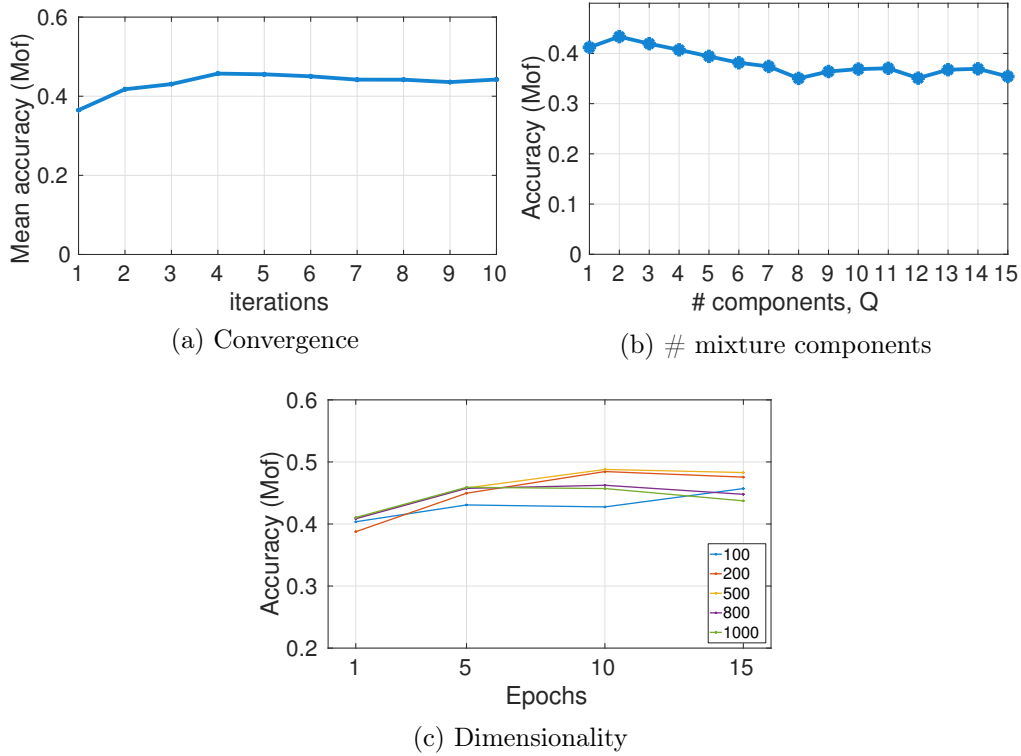 0.6
0.4
0.2
0
Mean accuracy (Mof)
1 2 3 4 5 6 7 8 9 10
iterations
(a) Convergence
0.4
0.3
0.2
0.1
0
Accuracy (Mof)
1 2 3 4 5 6 7 8 9 10 11 12 13 14 15
# components, Q
(b) # mixture components
0.6
0.5
0.4
0.3
0.2
Accuracy (Mof)
100
200
500
800
1000
1 5 10 15
Epochs
(c) Dimensionality